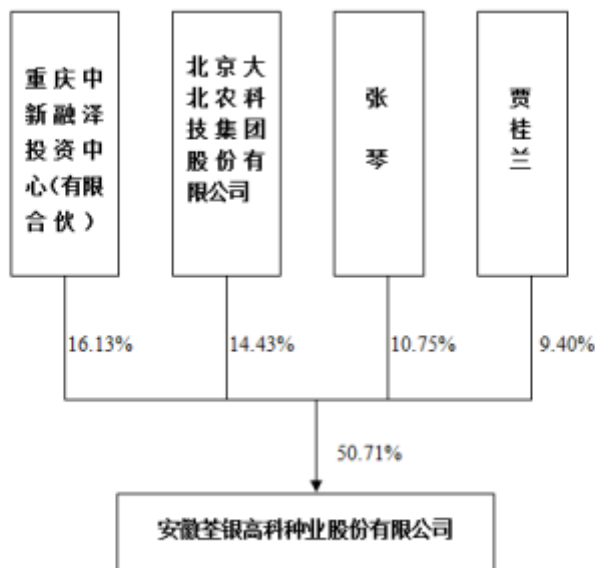 重庆中
新融泽
投资中
心（有限
合伙）
北京大
北农科
技集团
股份有
限公司
张
琴
贾
桂
兰
16.13%
14.43%
10.75%
9.40%
50.71%
安徽荃银高科种业股份有限公司